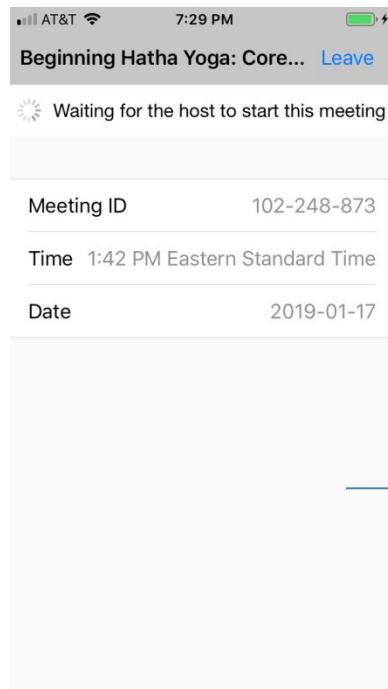 AT&T 7:29 PM
Beginning Hatha Yoga: Core... Leave
Waiting for the host to start this meeting
Meeting ID 102-248-873
Time 1:42 PM Eastern Standard Time
Date 2019-01-17